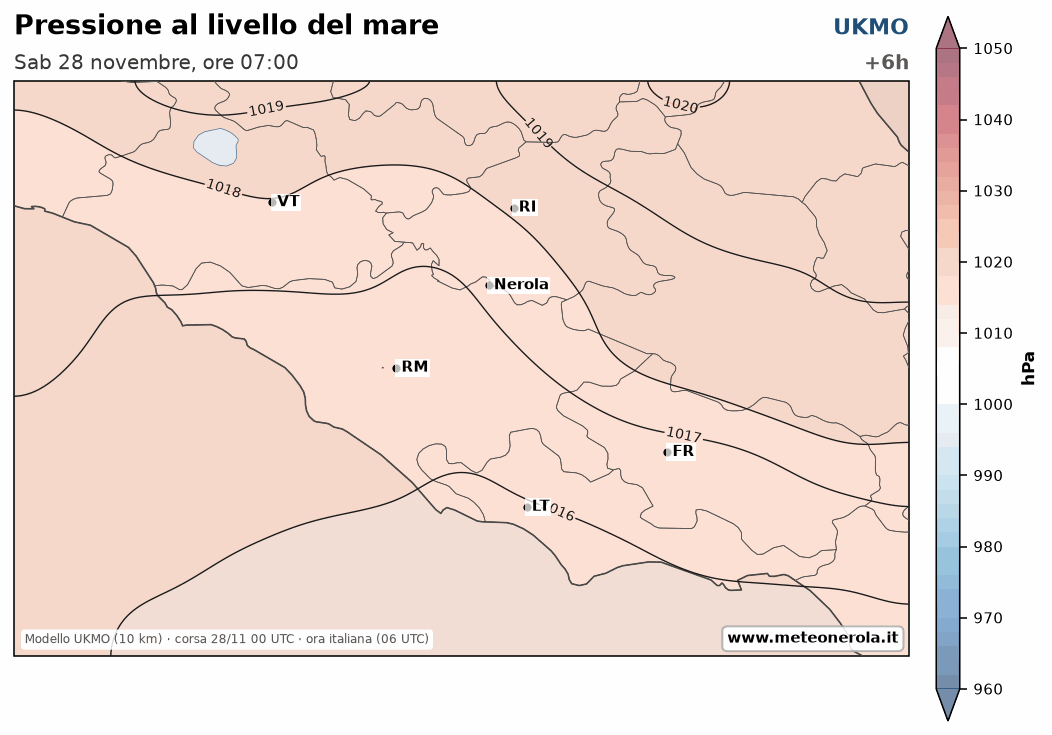 Pressione al livello del mare
UKMO
Sab 28 novembre, ore 07:00
+6h
1019
1020
1019
1018
VT
RI
Nerola
RM
1017
FR
LT
016
Modello UKMO (10 km) · corsa 28/11 00 UTC · ora italiana (06 UTC)
www.meteonerola.it
1050
1040
1030
1020
1010
1000
990
980
970
960
hPa